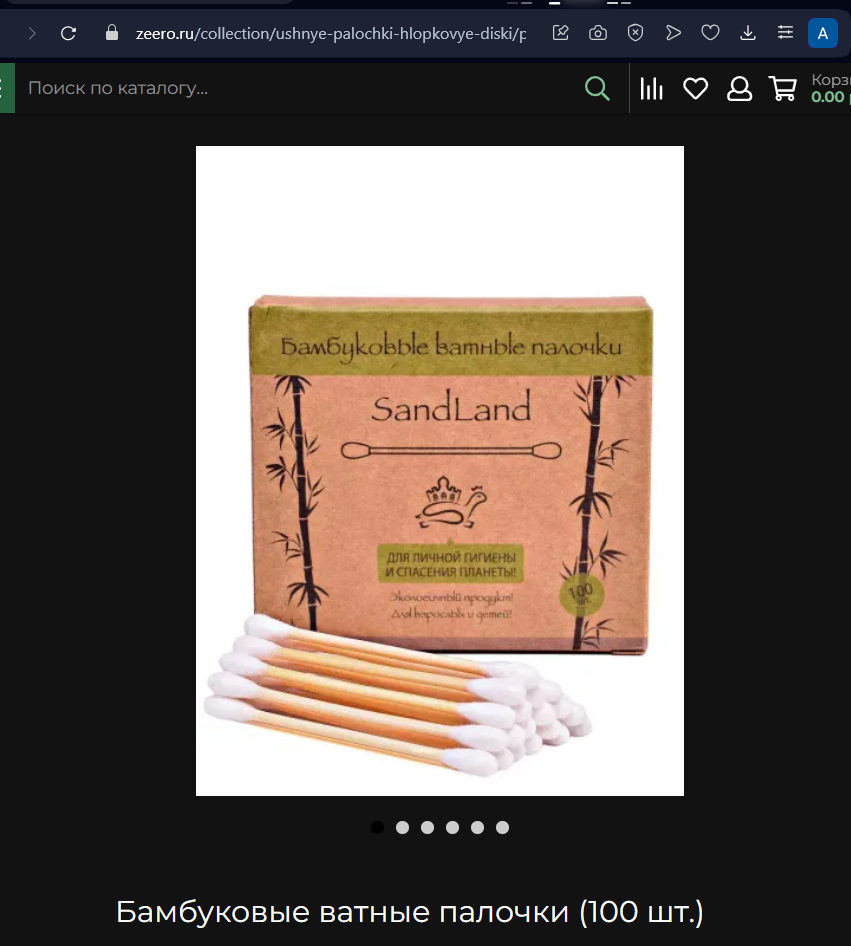 zeero.ru/collection/ushnye-palochki-hlopkovye-diski/p
A
Поиск по каталогу...
Корз
0.00
Бамбуковые ватные палочки
SandLand
ДЛЯ ЛИЧНОЙ ГИГИЕНЫ
И СПАСЕНИЯ ПЛАНЕТЫ!
Экологичный продукт!
Для взрослых и детей!
100
шт.
Бамбуковые ватные палочки (100 шт.)